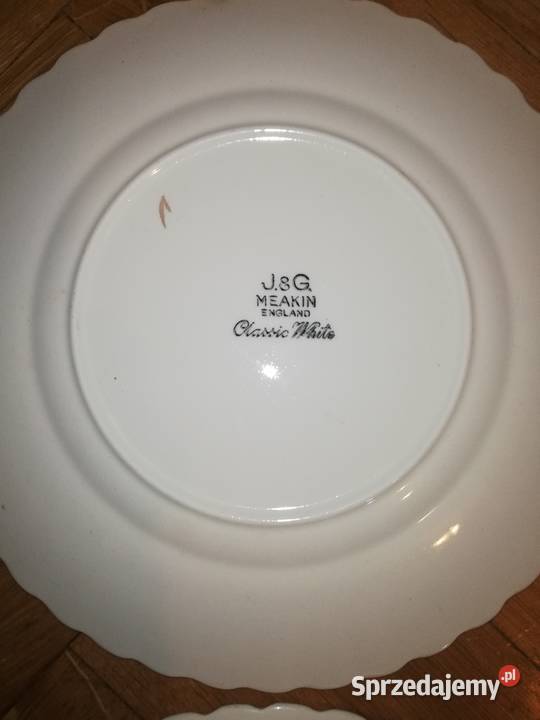 J.&G.
MEAKIN
ENGLAND
Classic White
Sprzedajemy.pl